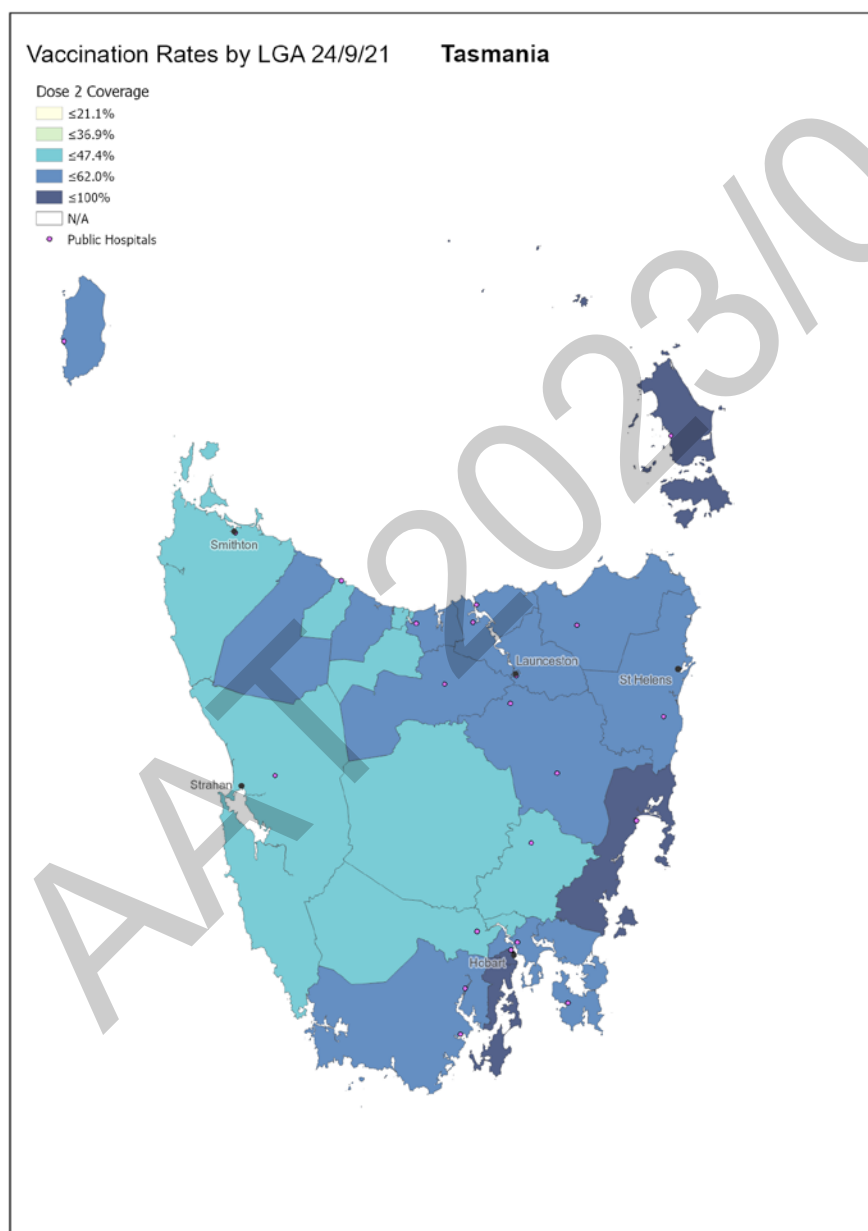 Vaccination Rates by LGA 24/9/21 Tasmania
Dose 2 Coverage
≤21.1%
≤36.9%
≤47.4%
≤62.0%
≤100%
N/A
Public Hospitals
Smithton
Launceston
St Helens
Strahan
Hobart
AAT 2023/0